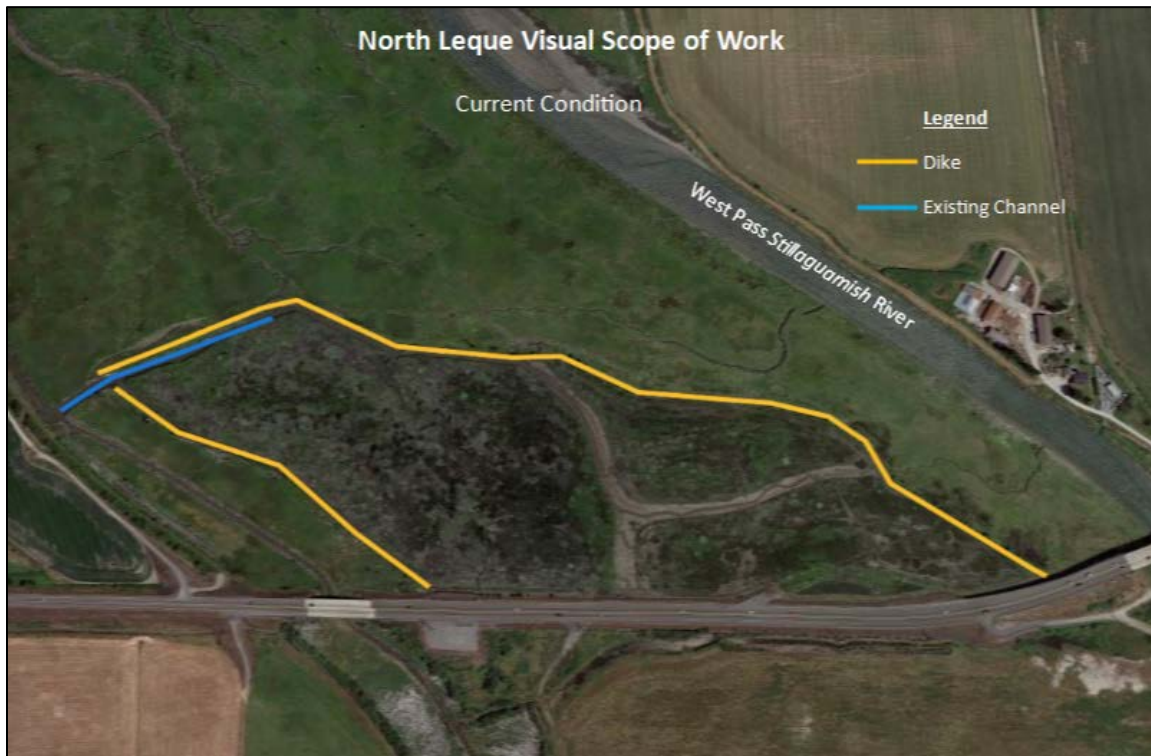 North Leque Visual Scope of Work
Current Condition
Legend
Dike
Existing Channel
West Pass Stillaguamish River